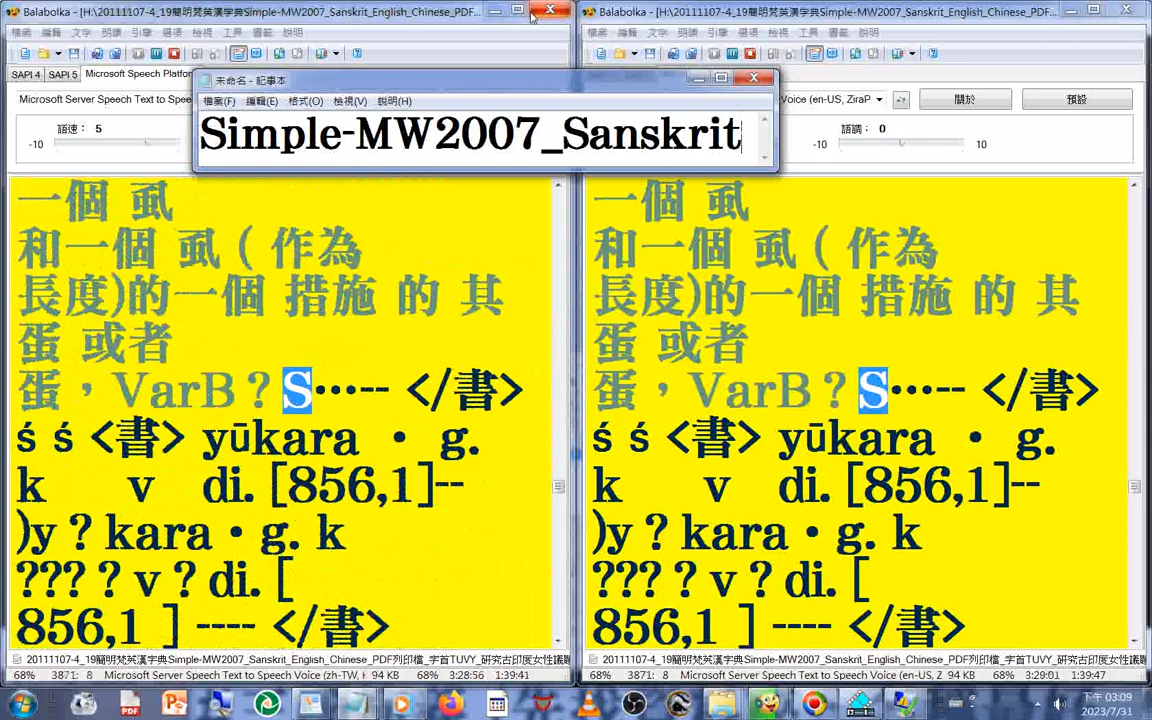 Balabolka - [H:\20111107-4_19簡明梵英漢字典Simple-MW2007_Sanskrit_English_Chinese_PDF...
檔案 編輯 文字 朗讀 引擎 選項 檢視 工具 書籤 說明
SAPI 4 SAPI 5 Microsoft Speech Platfo
Microsoft Server Speech Text to Spee
語速： 5
-10
未命名 - 記事本
檔案(F) 編輯(E) 格式(O) 檢視(V) 說明(H)
Simple-MW2007_Sanskrit
一個 虱
和一個 虱 ( 作為
長度)的一個 措施 的 其
蛋 或者
蛋，VarB？S…-- </書>
ś ś <書> yūkara • g.
k v di. [856,1]--
)y？kara • g. k
???？v？di. [
856,1 ] ---- </書>
20111107-4_19簡明梵英漢字典Simple-MW2007_Sanskrit_English_Chinese_PDF列印檔_字首TUVY_研究古印度女性議題
68% 3871: 8 Microsoft Server Speech Text to Speech Voice (zh-TW, H 94 KB 3:28:56 1:39:41
Balabolka - [H:\20111107-4_19簡明梵英漢字典Simple-MW2007_Sanskrit_English_Chinese_PDF...
檔案 編輯 文字 朗讀 引擎 選項 檢視 工具 書籤 說明
Voice (en-US, ZiraP 關於 預設
語調： 0
-10 10
一個 虱
和一個 虱 ( 作為
長度)的一個 措施 的 其
蛋 或者
蛋，VarB？S…-- </書>
ś ś <書> yūkara • g.
k v di. [856,1]--
)y？kara • g. k
???？v？di. [
856,1 ] ---- </書>
20111107-4_19簡明梵英漢字典Simple-MW2007_Sanskrit_English_Chinese_PDF列印檔_字首TUVY_研究古印度女性議題
68% 3871: 8 Microsoft Server Speech Text to Speech Voice (en-US, Z 94 KB 3:29:01 1:39:47
下午 03:09
2023/7/31